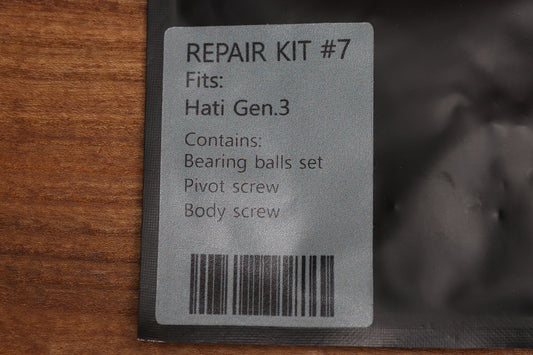 REPAIR KIT #7
Fits:
Hati Gen.3
Contains:
Bearing balls set
Pivot screw
Body screw